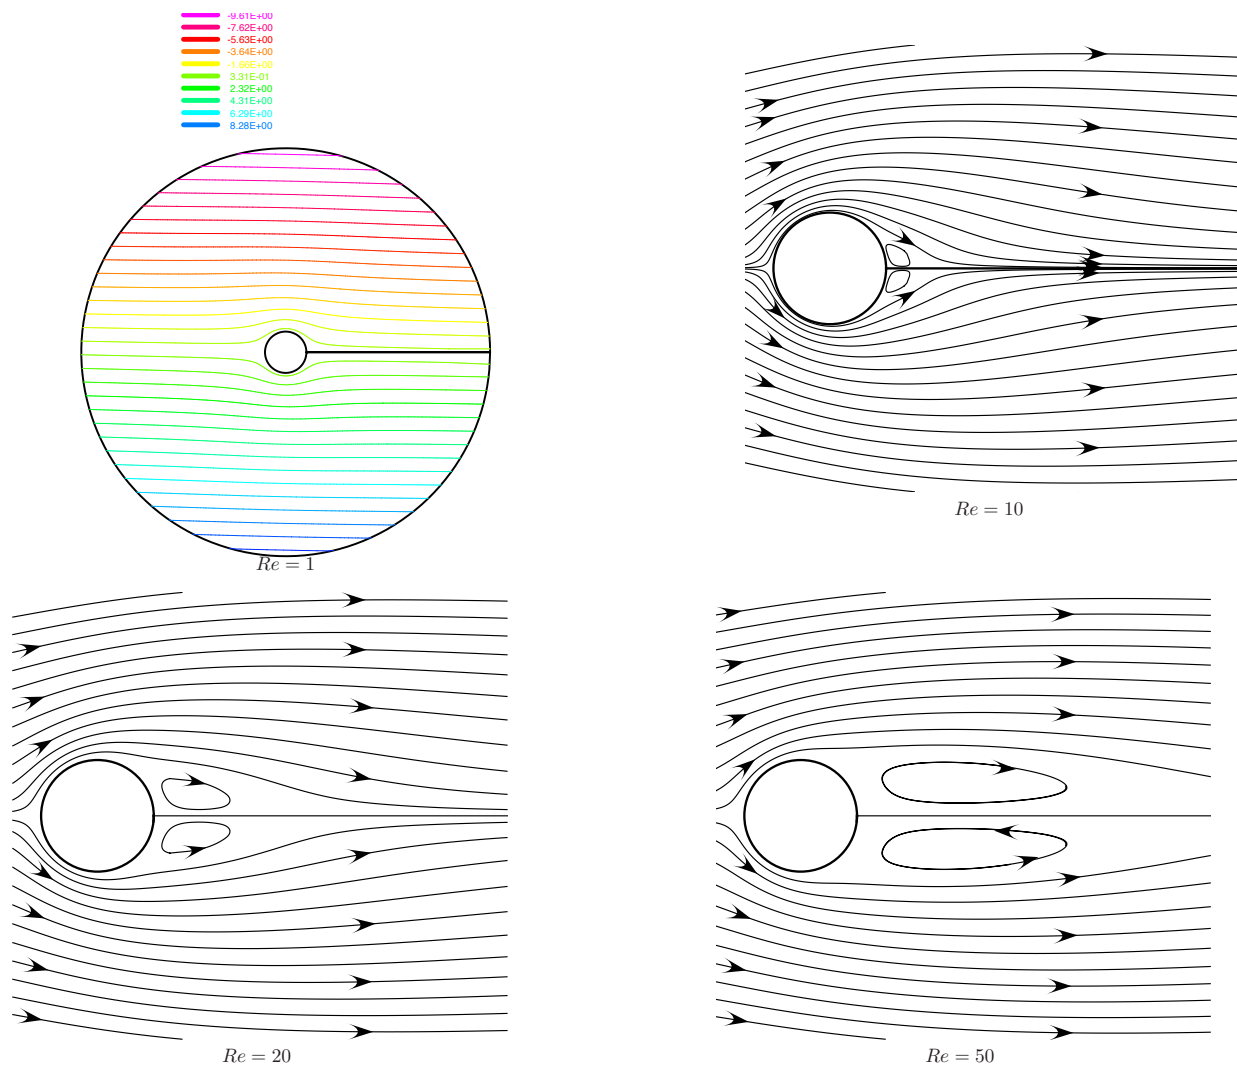 -9.61E+00
-7.62E+00
-5.63E+00
-3.64E+00
-1.66E+00
3.31E-01
2.32E+00
4.31E+00
6.29E+00
8.28E+00
Re = 1
Re = 10
Re = 20
Re = 50